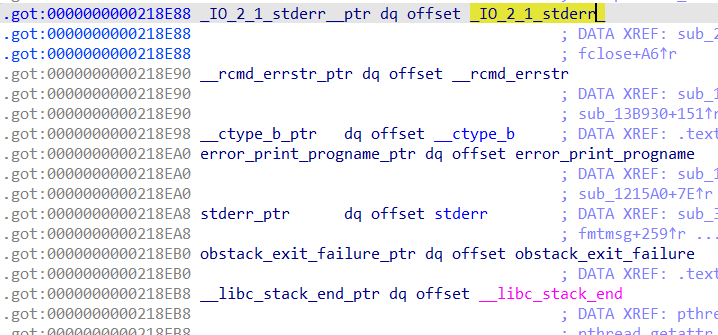 .got:0000000000218E88 _IO_2_1_stderr__ptr dq offset _IO_2_1_stderr_
.got:0000000000218E88 ; DATA XREF: sub_2
.got:0000000000218E88 ; fclose+A6↑r
.got:0000000000218E90 __rcmd_errstr_ptr dq offset __rcmd_errstr
.got:0000000000218E90 ; DATA XREF: sub_1
.got:0000000000218E90 ; sub_13B930+151↑r
.got:0000000000218E98 __ctype_b_ptr dq offset __ctype_b ; DATA XREF: .text
.got:0000000000218EA0 error_print_progname_ptr dq offset error_print_progname
.got:0000000000218EA0 ; DATA XREF: sub_1
.got:0000000000218EA0 ; sub_1215A0+7E↑r
.got:0000000000218EA8 stderr_ptr dq offset stderr ; DATA XREF: sub_3
.got:0000000000218EA8 ; fmtmsg+259↑r ...
.got:0000000000218EB0 obstack_exit_failure_ptr dq offset obstack_exit_failure
.got:0000000000218EB0 ; DATA XREF: .text
.got:0000000000218EB8 __libc_stack_end_ptr dq offset __libc_stack_end
.got:0000000000218EB8 ; DATA XREF: pthr
.got:0000000000218EB8 ; pthread_getattr